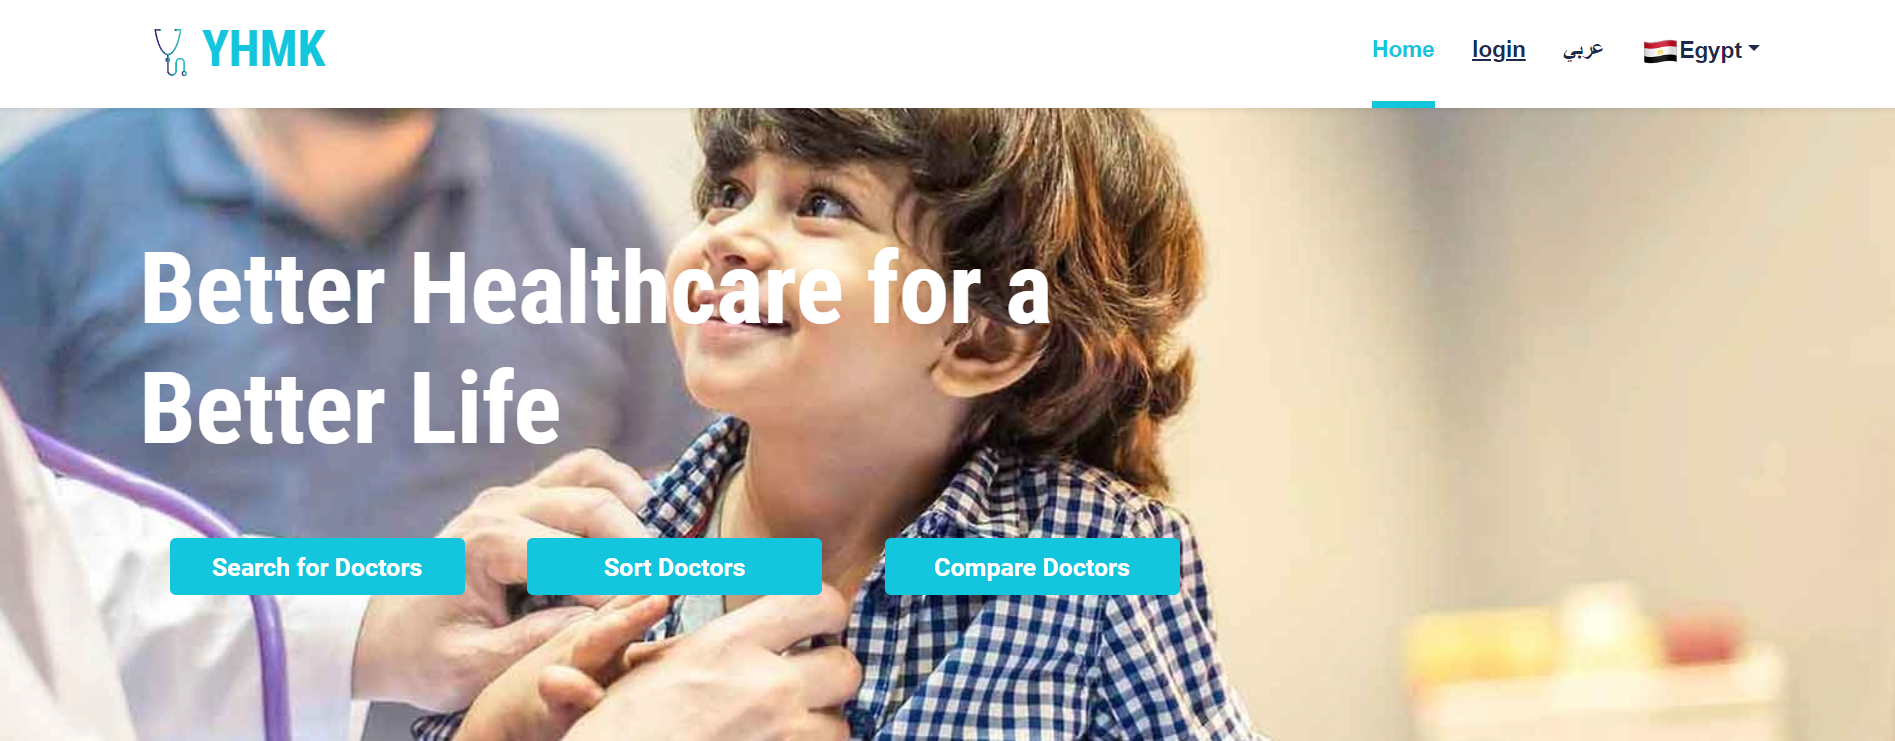 YHMK
Home
login
عربي
Egypt
Better Healthcare for a
Better Life
Search for Doctors
Sort Doctors
Compare Doctors